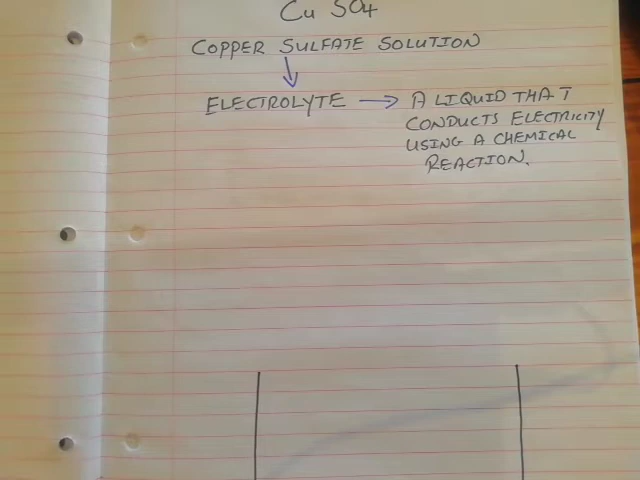 Cu SO4
COPPER SULFATE SOLUTION
ELECTROLYTE → A LIQUID THAT
CONDUCTS ELECTRICITY
USING A CHEMICAL
REACTION.